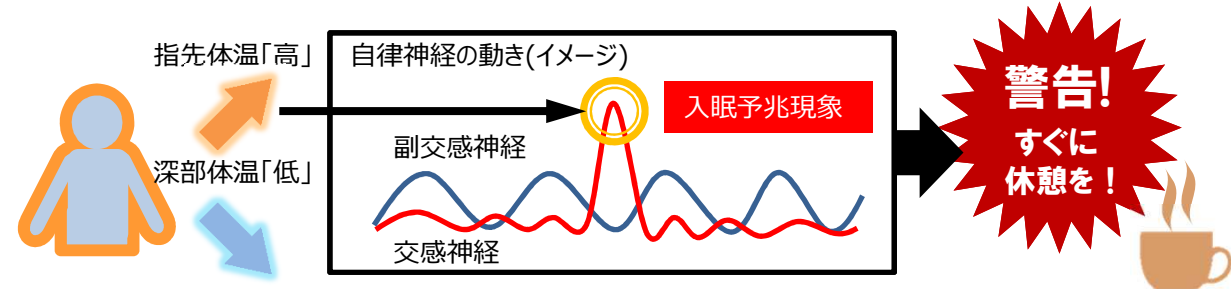 指先体温「高」
深部体温「低」
自律神経の動き(イメージ)
入眠予兆現象
副交感神経
交感神経
警告!
すぐに
休憩を！